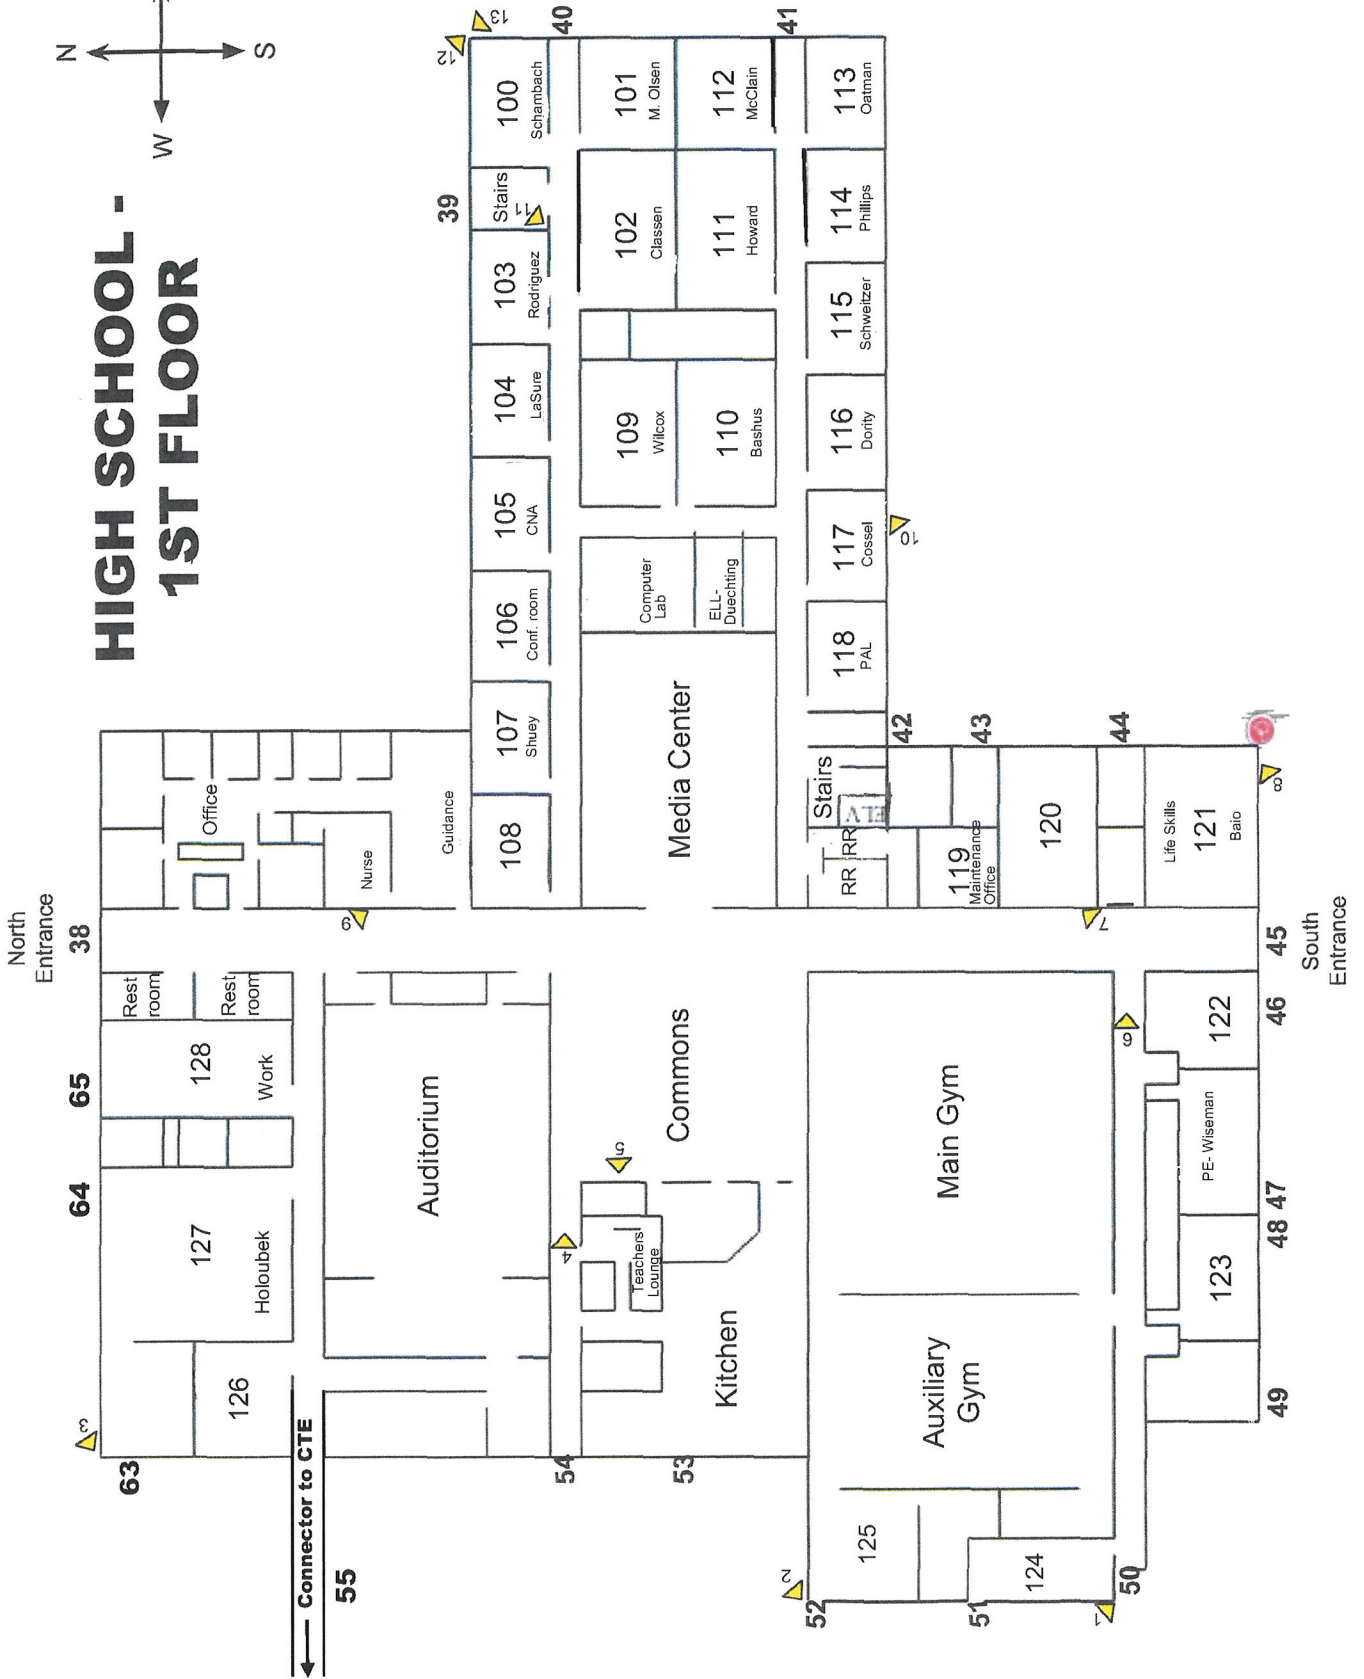 HIGH SCHOOL -
1ST FLOOR
N
S
W
North
Entrance
38
65
64
63
Rest
room
Rest
room
128
Work
127
Holoubek
126
Office
Nurse
Guidance
9
3
Connector to CTE
55
Auditorium
39
12
13
40
41
100
Schambach
Stairs
11
103
Rodriguez
104
LaSure
105
CNA
106
Conf. room
107
Shuey
108
101
M. Olsen
102
Classen
112
McClain
111
Howard
109
Wilcox
110
Bashus
Computer
Lab
ELL-
Duechting
Media Center
113
Oatman
114
Phillips
115
Schweitzer
116
Dority
117
Cossel
10
118
PAL
Stairs
ELV
RR
RR
42
43
44
119
Maintenance
Office
120
Life Skills
121
Baio
7
8
Commons
5
4
Teachers'
Lounge
Kitchen
54
53
Main Gym
Auxiliary
Gym
125
124
52
51
50
2
1
6
122
PE- Wiseman
123
45
46
47
48
49
South
Entrance